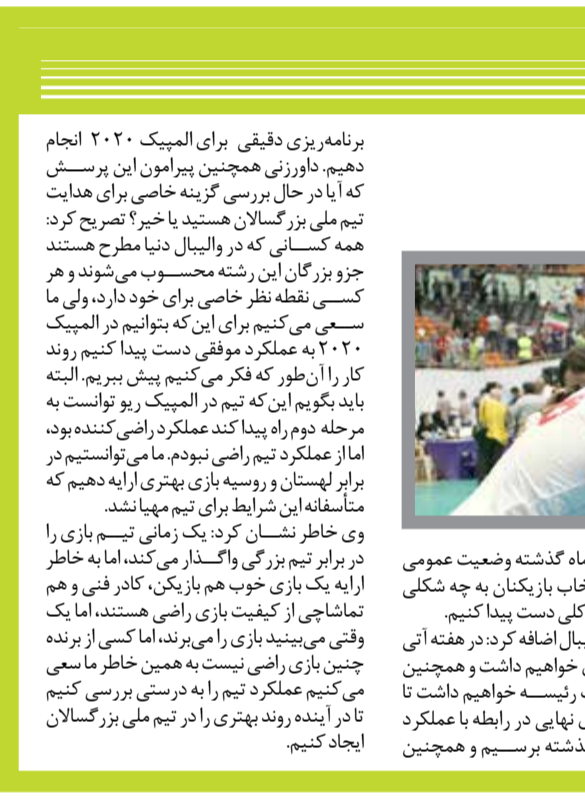 ماه گذشته وضعیت عمومی
بازیکنان به چه شکلی
کلی دست پیدا کنیم.
اضافه کرد: در هفته آتی
خواهیم داشت و همچنین
رئیسه خواهیم داشت تا
نهایی در رابطه با عملکرد
برسیم و همچنین
برنامه‌ریزی دقیقی برای المپیک ۲۰۲۰ انجام
دهیم. داورزنی همچنین پیرامون این پرسش
که آیا در حال بررسی گزینه خاصی برای هدایت
تیم ملی بزرگسالان هستید یا خیر؟ تصریح کرد:
همه کسانی که در والیبال دنیا مطرح هستند
جزو بزرگان این رشته محسوب می‌شوند و هر
کسی نقطه نظر خاصی برای خود دارد، ولی ما
سعی می‌کنیم برای این‌که بتوانیم در المپیک
۲۰۲۰ به عملکرد موفقی دست پیدا کنیم روند
کار را آن‌طور که فکر می‌کنیم پیش ببریم. البته
باید بگویم این‌که تیم در المپیک ریو توانست به
مرحله دوم راه پیدا کند عملکرد راضی کننده بود،
اما از عملکرد تیم راضی نبودم. ما می‌توانستیم در
برابر لهستان و روسیه بازی بهتری ارایه دهیم که
متأسفانه این شرایط برای تیم مهیا نشد.
وی خاطر نشان کرد: یک زمانی تیم بازی را
در برابر تیم بزرگی واگذار می‌کند، اما به خاطر
ارایه یک بازی خوب هم بازیکن، کادر فنی و هم
تماشاچی از کیفیت بازی راضی هستند، اما یک
وقتی می‌بینید بازی را می‌برند، اما کسی از برنده
چنین بازی راضی نیست به همین خاطر ما سعی
می‌کنیم عملکرد تیم را به درستی بررسی کنیم
تا در آینده روند بهتری را در تیم ملی بزرگسالان
ایجاد کنیم.